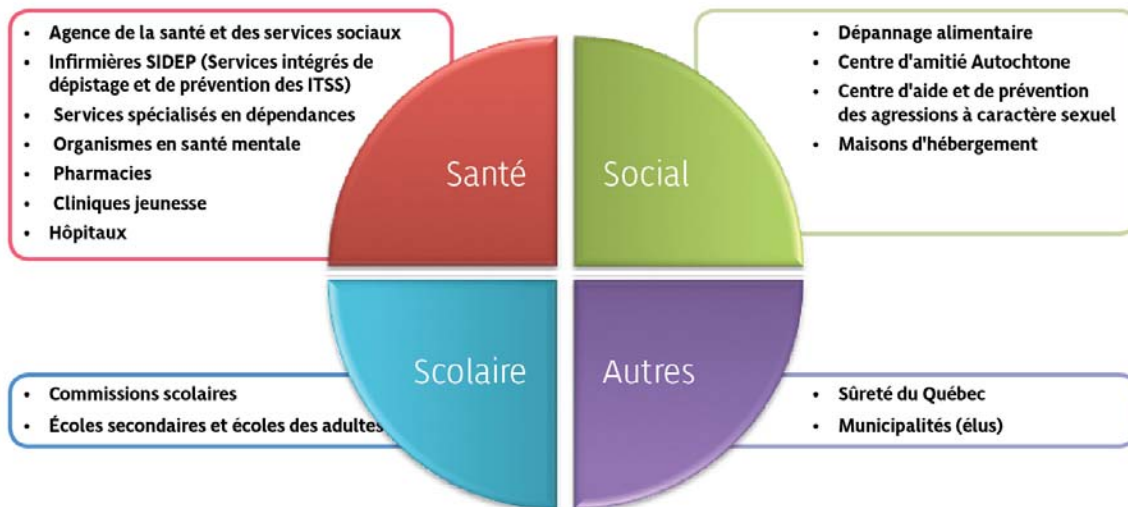 • Agence de la santé et des services sociaux
• Infirmières SIDEP (Services intégrés de
dépistage et de prévention des ITSS)
• Services spécialisés en dépendances
• Organismes en santé mentale
• Pharmacies
• Cliniques jeunesse
• Hôpitaux
Santé
Social
• Dépannage alimentaire
• Centre d'amitié Autochtone
• Centre d'aide et de prévention
des agressions à caractère sexuel
• Maisons d'hébergement
• Commissions scolaires
• Écoles secondaires et écoles des adultes
Scolaire
Autres
• Sûreté du Québec
• Municipalités (élus)